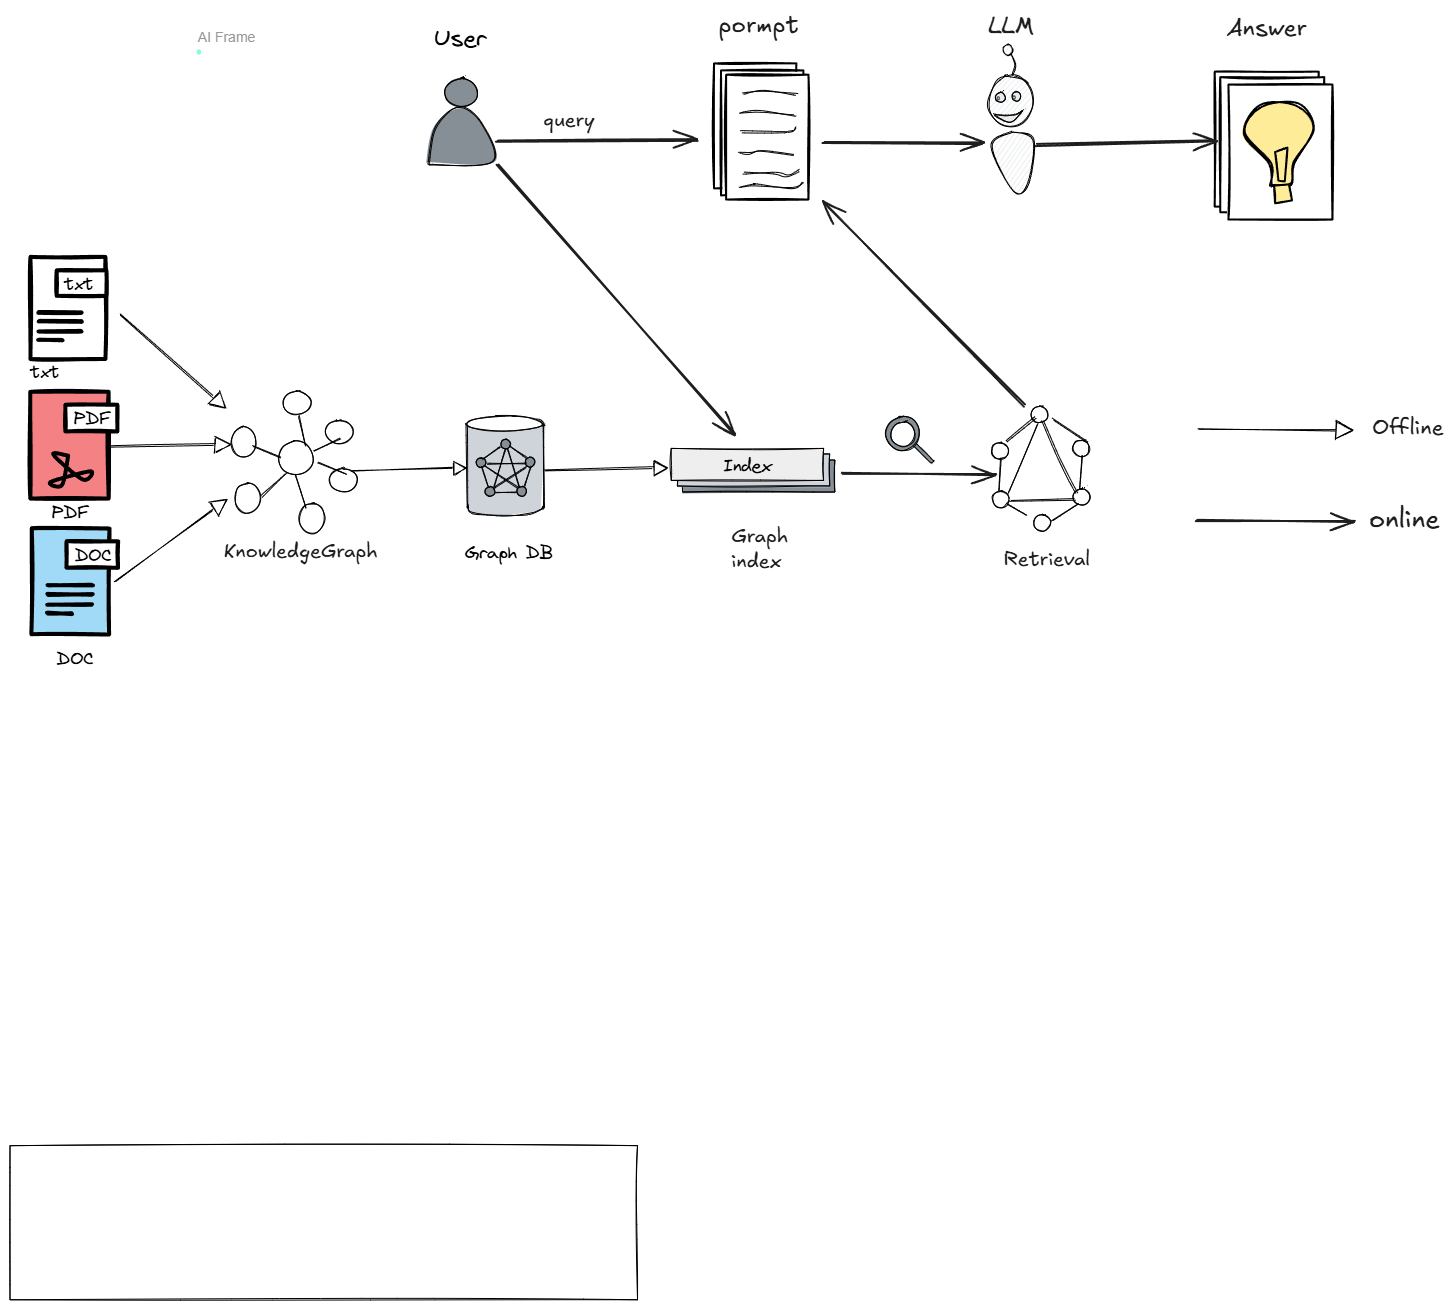 AI Frame
User
pormpt
LLM
Answer
query
txt
txt
PDF
PDF
DOC
DOC
KnowledgeGraph
Graph DB
Index
Graph
index
Retrieval
Offline
online